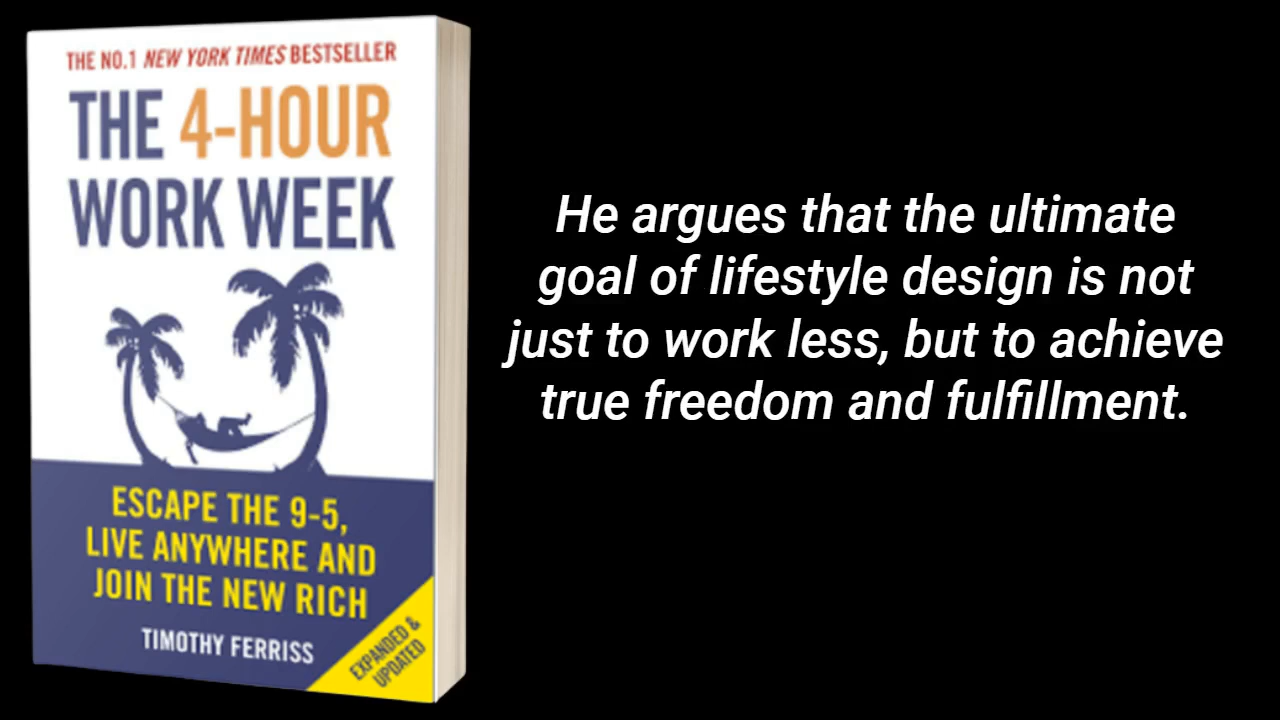 THE NO.1 NEW YORK TIMES BESTSELLER
THE 4-HOUR
WORK WEEK
ESCAPE THE 9-5,
LIVE ANYWHERE AND
JOIN THE NEW RICH
TIMOTHY FERRISS
EXPANDED &
UPDATED
He argues that the ultimate
goal of lifestyle design is not
just to work less, but to achieve
true freedom and fulfillment.